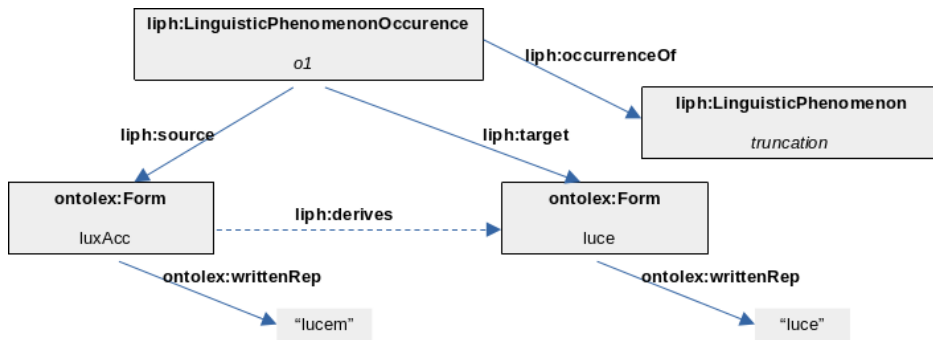 liph:LinguisticPhenomenonOccurence
o1
liph:occurrenceOf
liph:LinguisticPhenomenon
truncation
liph:source
liph:target
ontolex:Form
luxAcc
liph:derives
ontolex:Form
luce
ontolex:writtenRep
ontolex:writtenRep
“lucem”
“luce”